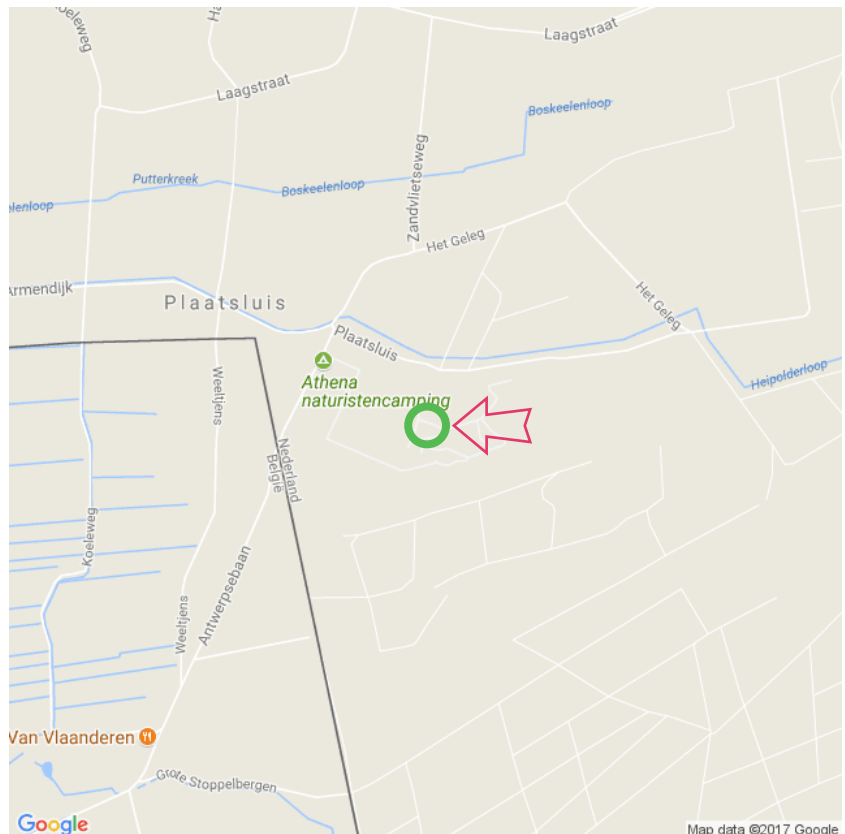 Laagstraat
Laagstraat
Boskeelenloop
Putterkreek
Boskeelenloop
Zandvlietseweg
Het Geleg
Armendijk
Plaatsluis
Het Geleg
Plaatsluis
Heipolderloop
Athena
naturistencamping
Weeltjens
Nederland
België
Koeleweg
Antwerpsebaan
Weeltjens
Van Vlaanderen
Grote Stoppelbergen
Google
Map data ©2017 Google